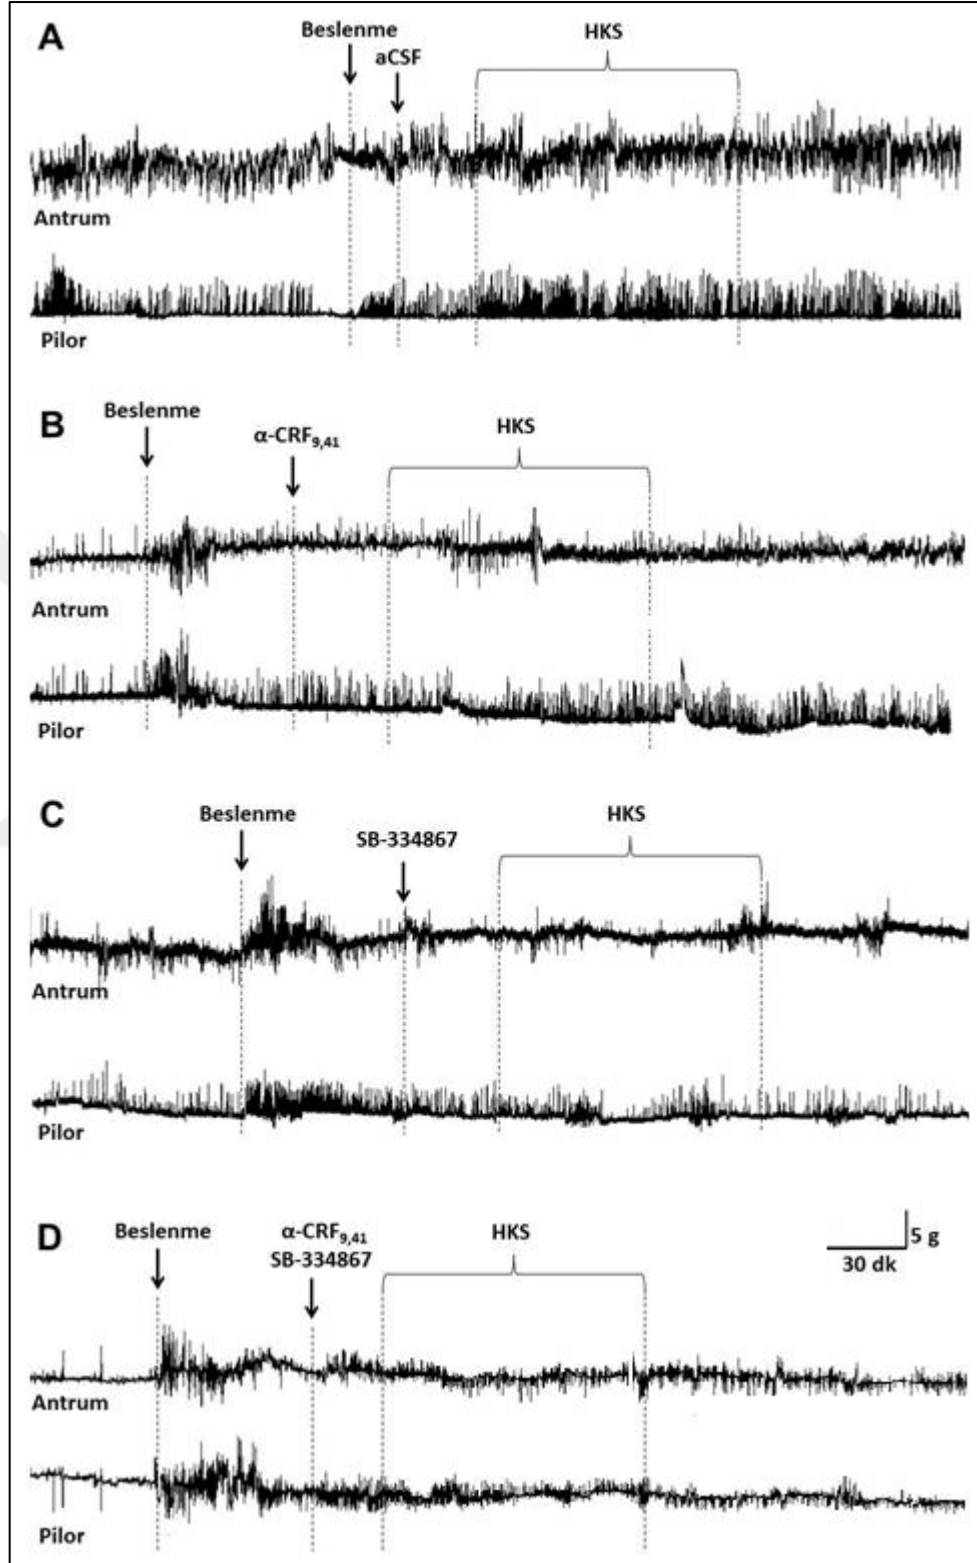 A
Beslenme
aCSF
HKS
Antrum
Pilor
B
Beslenme
α-CRF9,41
HKS
Antrum
Pilor
C
Beslenme
SB-334867
HKS
Antrum
Pilor
D
Beslenme
α-CRF9,41
SB-334867
HKS
5 g
30 dk
Antrum
Pilor